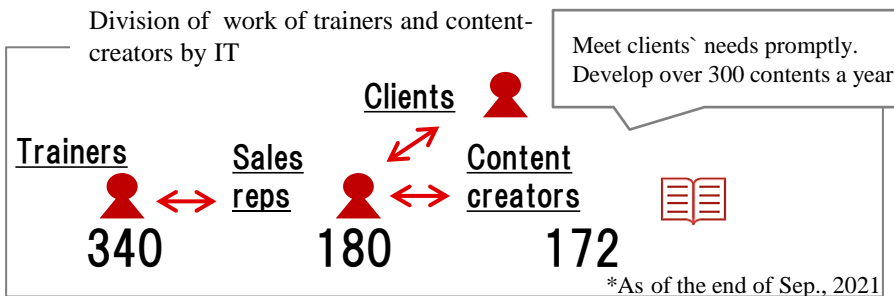 Division of work of trainers and content-
creators by IT
Meet clients` needs promptly.
Develop over 300 contents a year
Clients
Trainers
Sales
reps
Content
creators
340
180
172
*As of the end of Sep., 2021